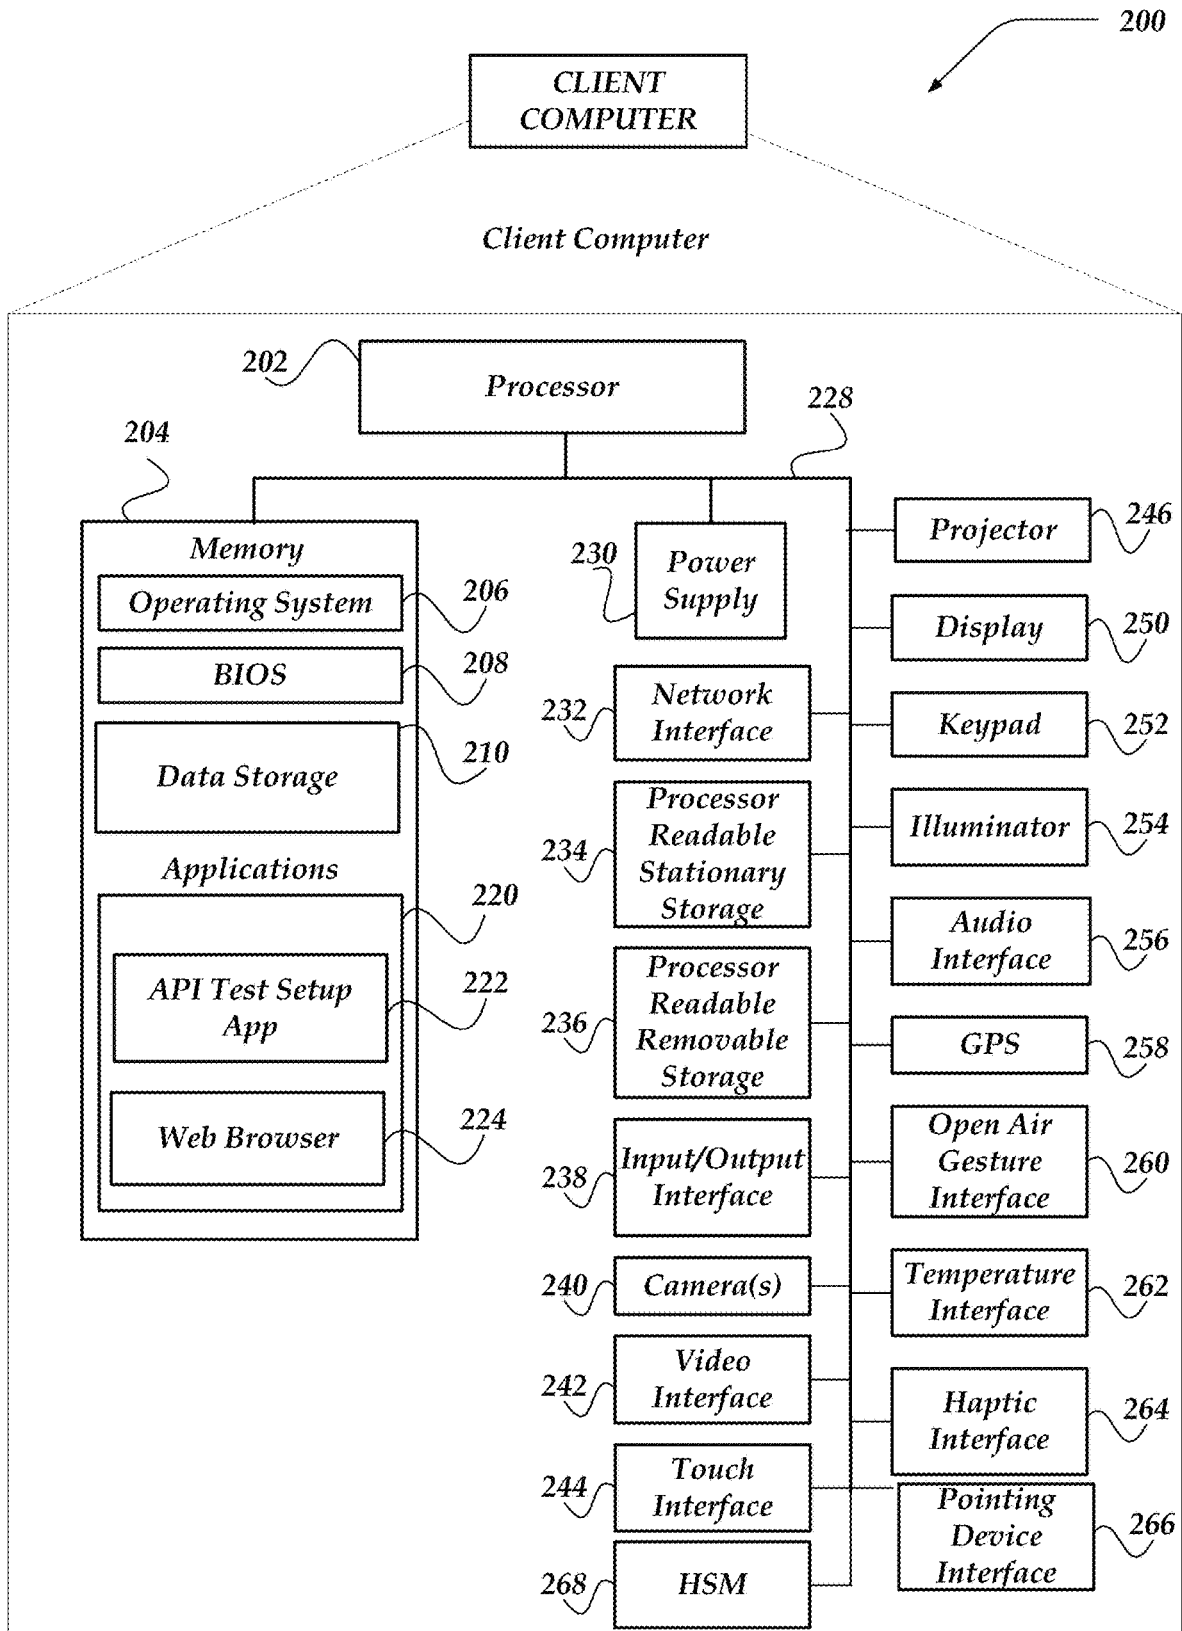 200
CLIENT
COMPUTER
Client Computer
202
Processor
228
204
Memory
Operating System
206
BIOS
208
Data Storage
210
Applications
220
API Test Setup
App
222
Web Browser
224
230
Power
Supply
232
Network
Interface
234
Processor
Readable
Stationary
Storage
236
Processor
Readable
Removable
Storage
238
Input/Output
Interface
240
Camera(s)
242
Video
Interface
244
Touch
Interface
268
HSM
Projector
246
Display
250
Keypad
252
Illuminator
254
Audio
Interface
256
GPS
258
Open Air
Gesture
Interface
260
Temperature
Interface
262
Haptic
Interface
264
Pointing
Device
Interface
266